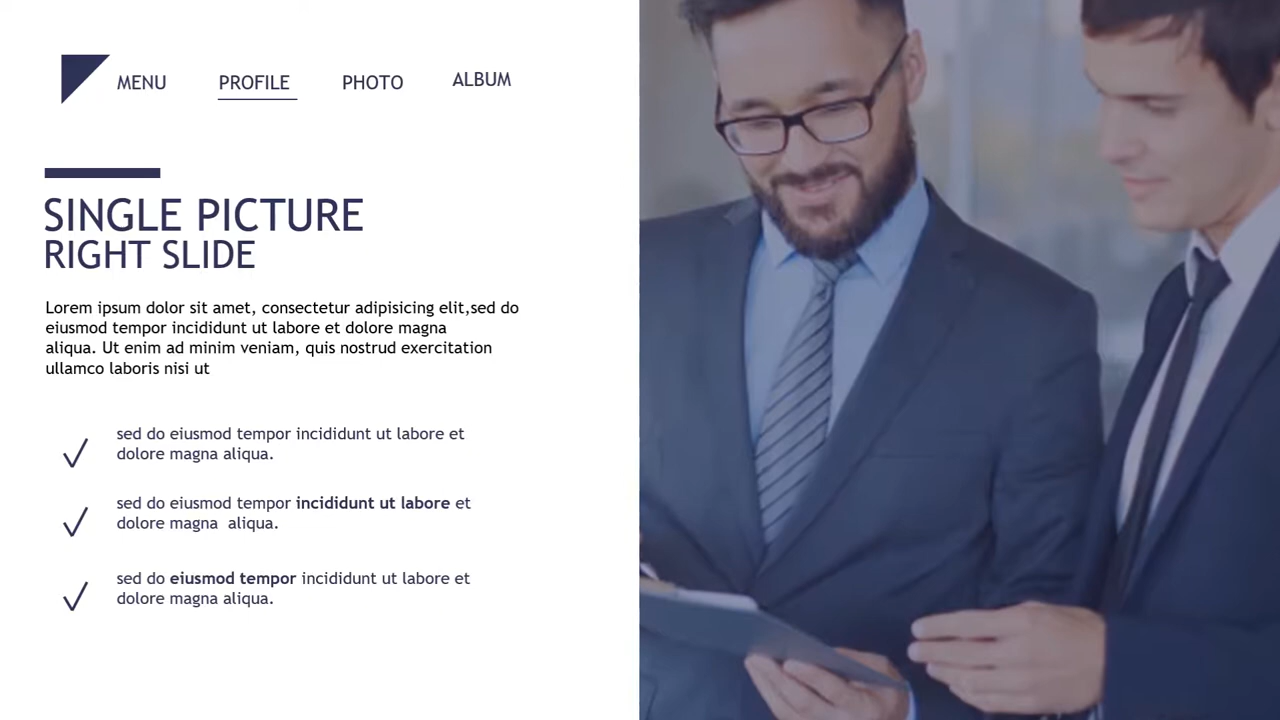 MENU PROFILE PHOTO ALBUM
SINGLE PICTURE
RIGHT SLIDE
Lorem ipsum dolor sit amet, consectetur adipisicing elit,sed do
eiusmod tempor incididunt ut labore et dolore magna
aliqua. Ut enim ad minim veniam, quis nostrud exercitation
ullamco laboris nisi ut
sed do eiusmod tempor incididunt ut labore et
dolore magna aliqua.
sed do eiusmod tempor incididunt ut labore et
dolore magna  aliqua.
sed do eiusmod tempor incididunt ut labore et
dolore magna aliqua.